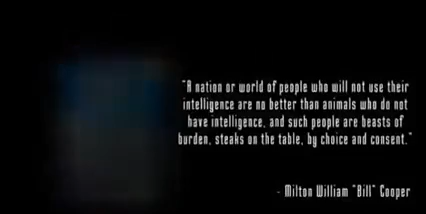 "A nation or world of people who will not use their
intelligence are no better than animals who do not
have intelligence, and such people are beasts of
burden, steaks on the table, by choice and consent."
- Milton William "Bill" Cooper